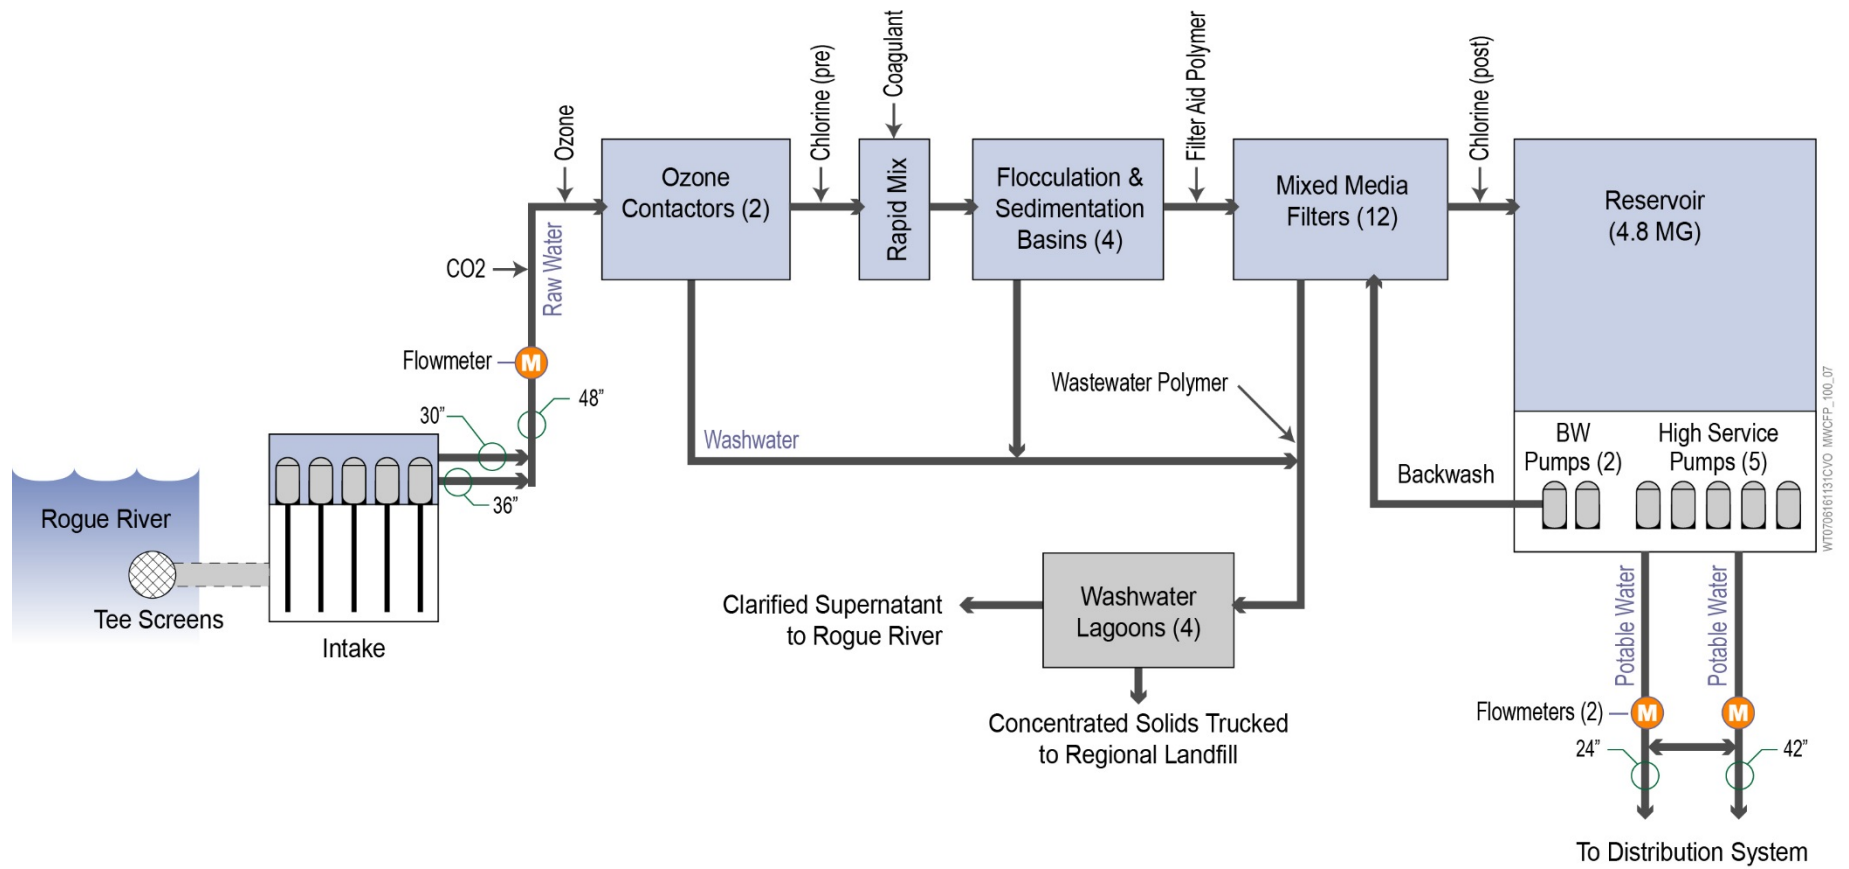 Rogue River
Tee Screens
Intake
30”
36”
48”
Flowmeter
M
CO2
Raw Water
Ozone
Ozone
Contactors (2)
Chlorine (pre)
Coagulant
Rapid Mix
Flocculation &
Sedimentation
Basins (4)
Filter Aid Polymer
Mixed Media
Filters (12)
Chlorine (post)
Reservoir
(4.8 MG)
BW
Pumps (2)
High Service
Pumps (5)
Backwash
Washwater
Wastewater Polymer
Washwater
Lagoons (4)
Clarified Supernatant
to Rogue River
Concentrated Solids Trucked
to Regional Landfill
Potable Water
Potable Water
Flowmeters (2)
M
M
24”
42”
To Distribution System
WT0706161131CVO MWCFP_100_07